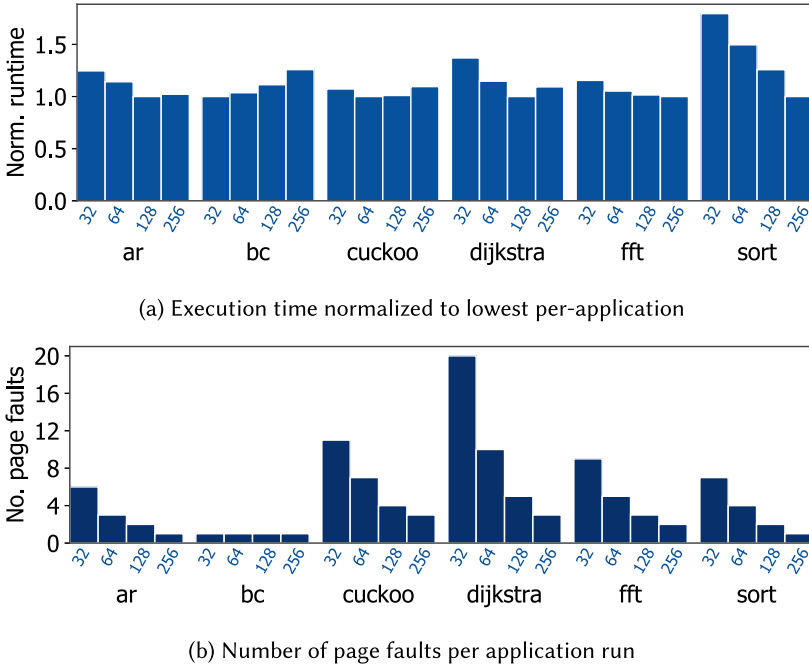 Norm. runtime
1.5
1.0
0.5
0.0
32 64 128 256 32 64 128 256 32 64 128 256 32 64 128 256 32 64 128 256 32 64 128 256
ar bc cuckoo dijkstra fft sort
(a) Execution time normalized to lowest per-application
No. page faults
20
16
12
8
4
0
32 64 128 256 32 64 128 256 32 64 128 256 32 64 128 256 32 64 128 256 32 64 128 256
ar bc cuckoo dijkstra fft sort
(b) Number of page faults per application run